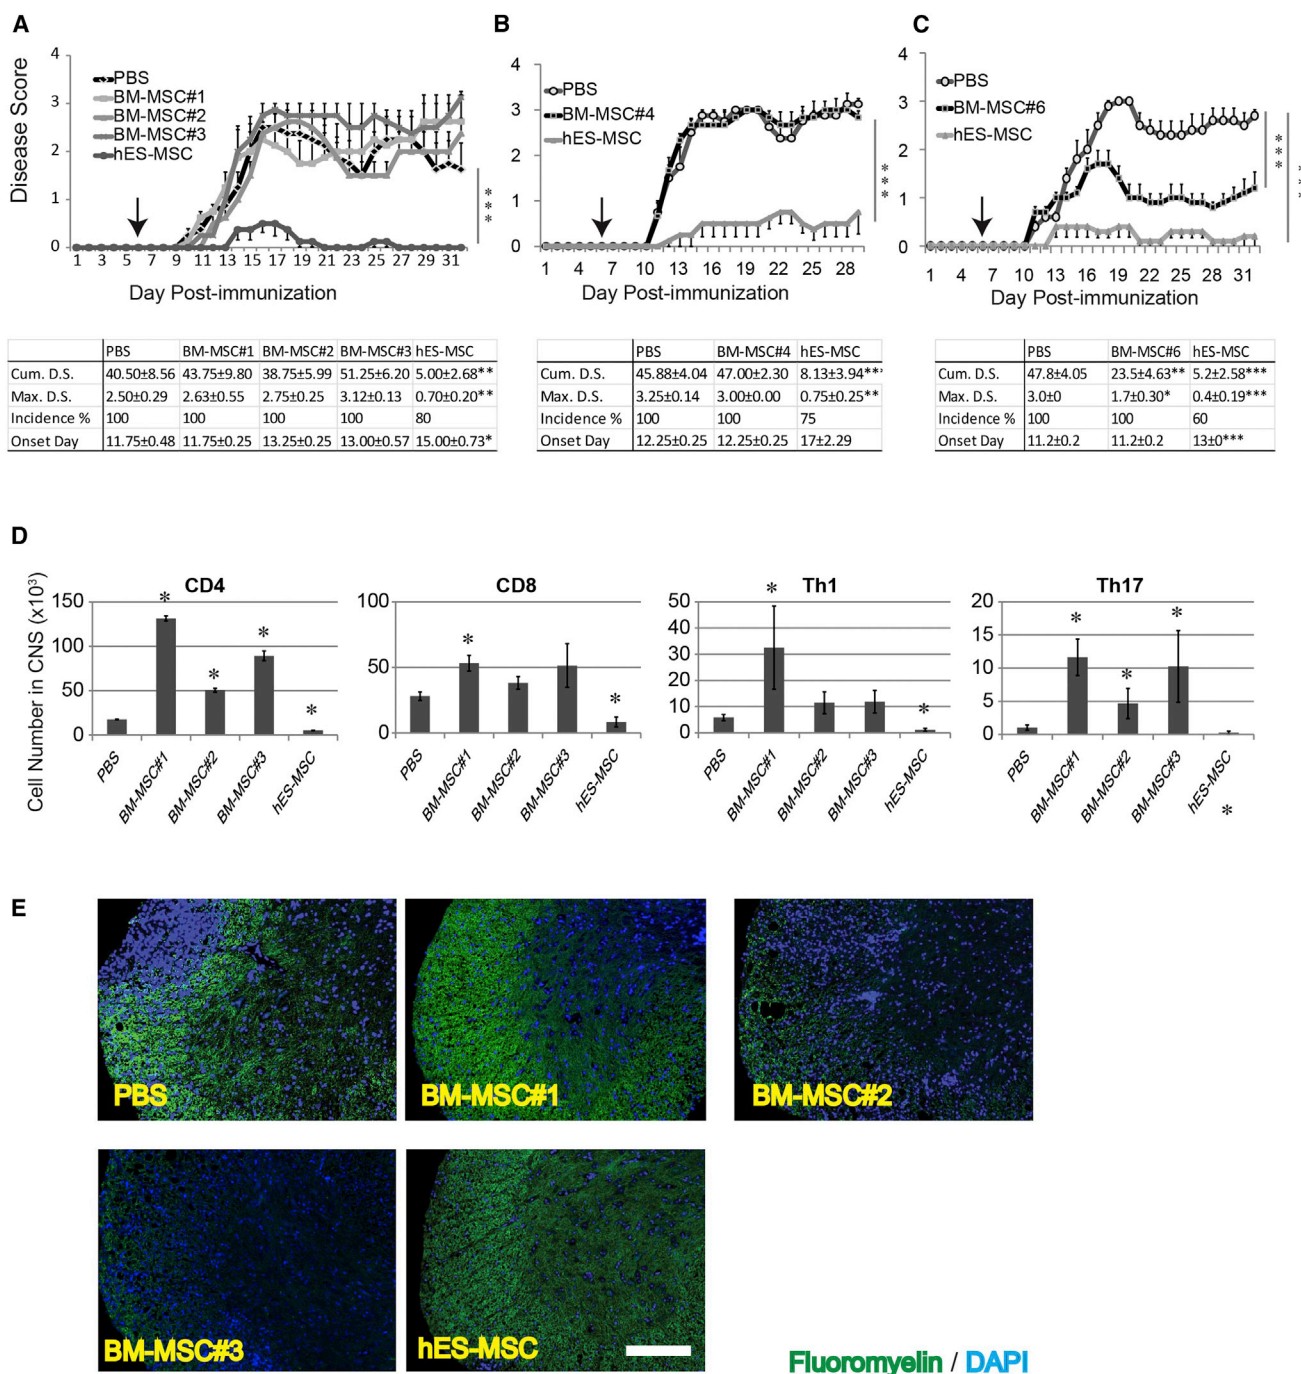 A
Disease Score
4
3
2
1
0
PBS
BM-MSC#1
BM-MSC#2
BM-MSC#3
hES-MSC
***
1 3 5 7 9 11 13 15 17 19 21 23 25 27 29 31
Day Post-immunization
B
4
3
2
1
0
PBS
BM-MSC#4
hES-MSC
***
1 4 7 10 13 16 19 22 25 28
Day Post-immunization
C
4
3
2
1
0
PBS
BM-MSC#6
hES-MSC
***
1 4 7 10 13 16 19 22 25 28 31
Day Post-immunization
PBS BM-MSC#1 BM-MSC#2 BM-MSC#3 hES-MSC
Cum. D.S. 40.50±8.56 43.75±9.80 38.75±5.99 51.25±6.20 5.00±2.68**
Max. D.S. 2.50±0.29 2.63±0.55 2.75±0.25 3.12±0.13 0.70±0.20**
Incidence % 100 100 100 100 80
Onset Day 11.75±0.48 11.75±0.25 13.25±0.25 13.00±0.57 15.00±0.73*
PBS BM-MSC#4 hES-MSC
Cum. D.S. 45.88±4.04 47.00±2.30 8.13±3.94***
Max. D.S. 3.25±0.14 3.00±0.00 0.75±0.25**
Incidence % 100 100 75
Onset Day 12.25±0.25 12.25±0.25 17±2.29
PBS BM-MSC#6 hES-MSC
Cum. D.S. 47.8±4.05 23.5±4.63** 5.2±2.58***
Max. D.S. 3.0±0 1.7±0.30* 0.4±0.19***
Incidence % 100 100 60
Onset Day 11.2±0.2 11.2±0.2 13±0***
D
Cell Number in CNS (x10³)
CD4
150
100
50
0
* * * *
PBS BM-MSC#1 BM-MSC#2 BM-MSC#3 hES-MSC
CD8
100
50
0
* *
PBS BM-MSC#1 BM-MSC#2 BM-MSC#3 hES-MSC
Th1
50
40
30
20
10
0
* *
PBS BM-MSC#1 BM-MSC#2 BM-MSC#3 hES-MSC
Th17
20
15
10
5
0
* * * *
PBS BM-MSC#1 BM-MSC#2 BM-MSC#3 hES-MSC
E
PBS
BM-MSC#1
BM-MSC#2
BM-MSC#3
hES-MSC
Fluoromyelin / DAPI